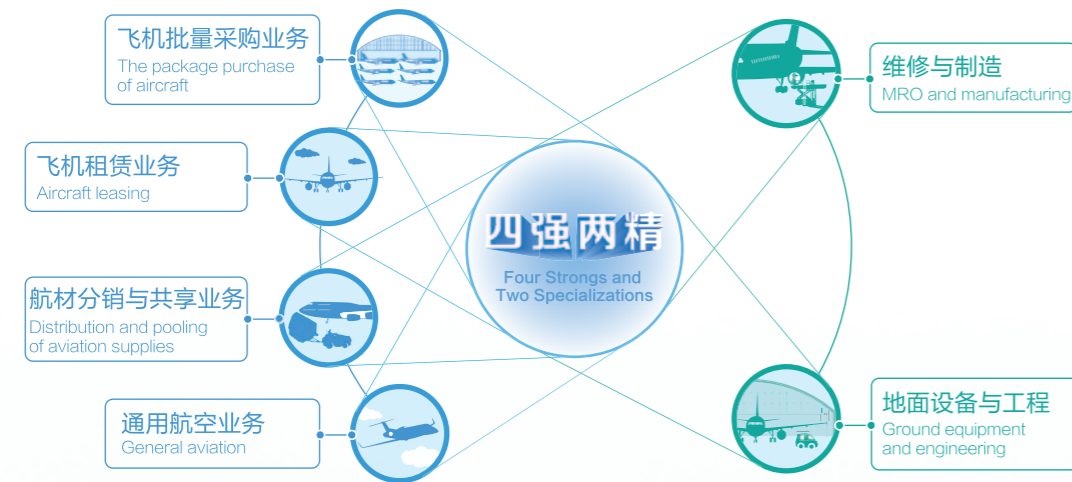 飞机批量采购业务
The package purchase
of aircraft
飞机租赁业务
Aircraft leasing
航材分销与共享业务
Distribution and pooling
of aviation supplies
通用航空业务
General aviation
四强两精
Four Strongs and
Two Specializations
维修与制造
MRO and manufacturing
地面设备与工程
Ground equipment
and engineering